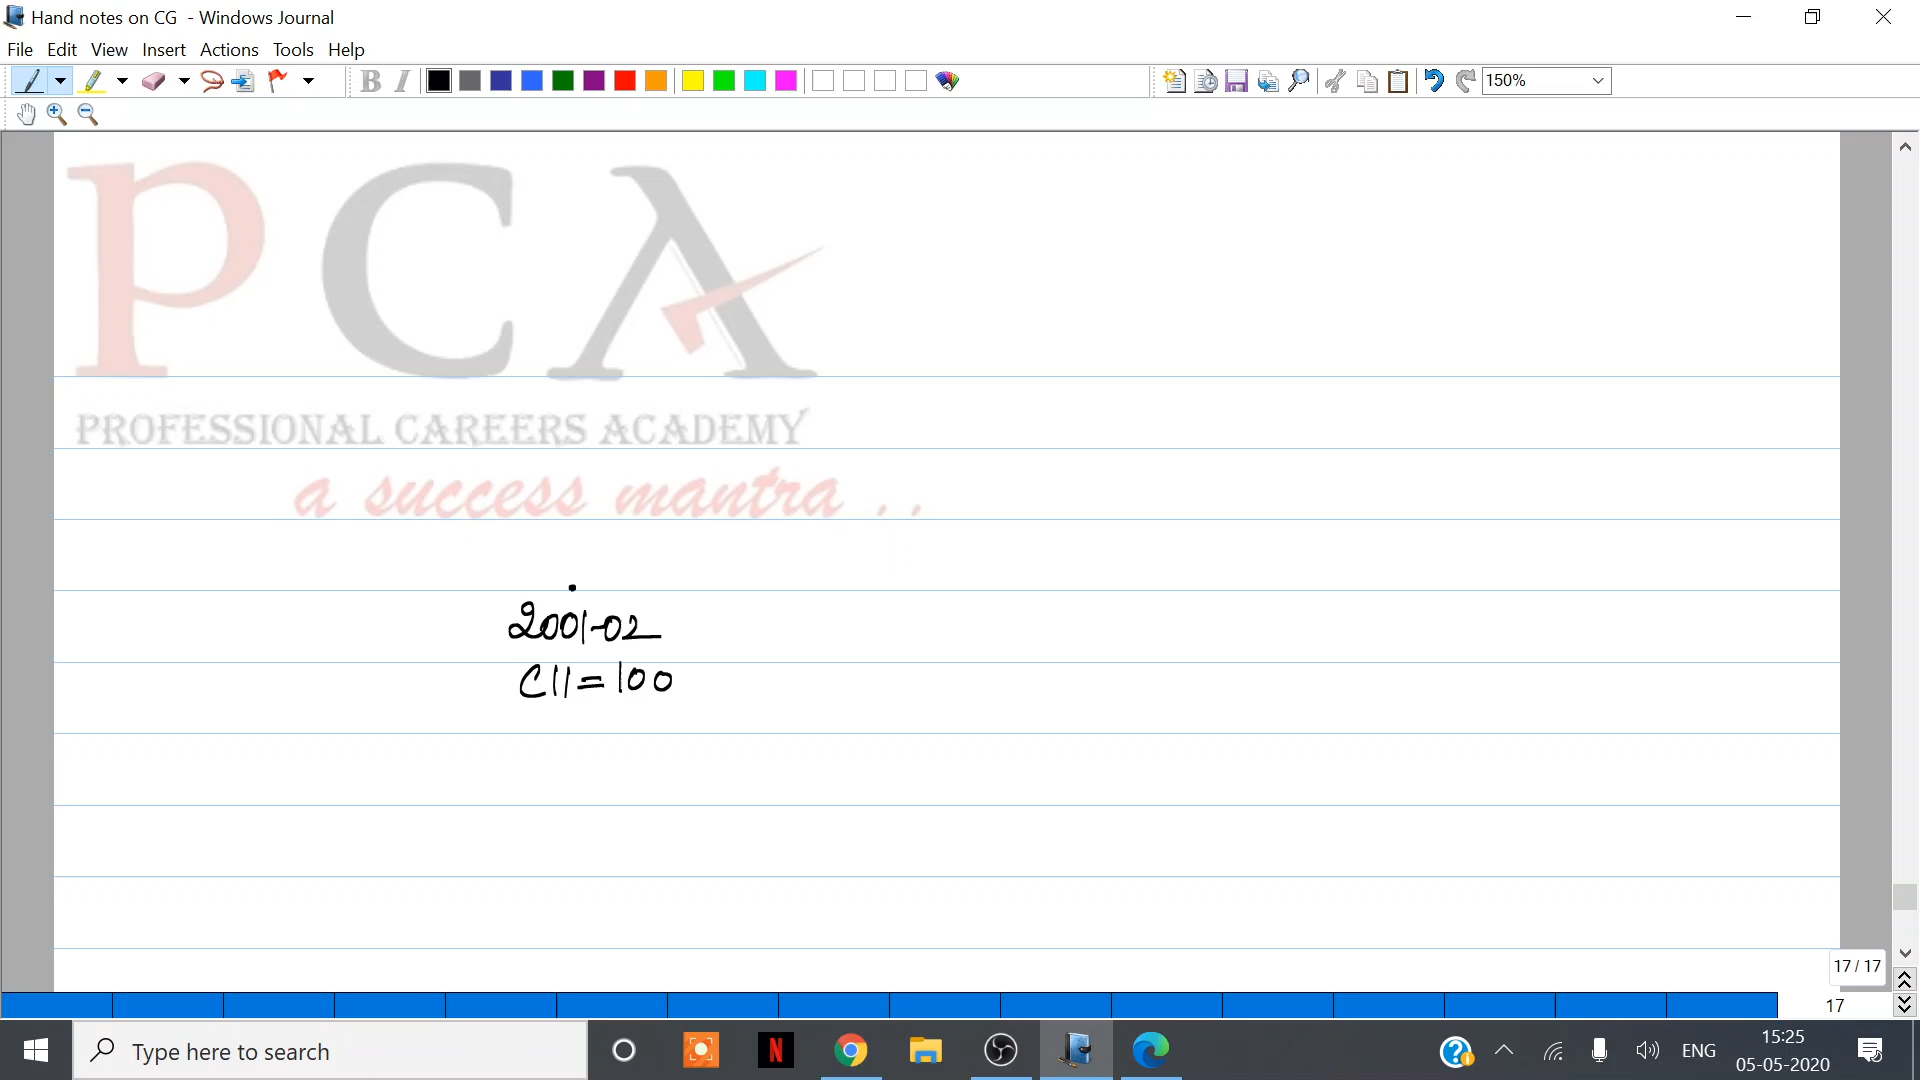 Hand notes on CG - Windows Journal
File Edit View Insert Actions Tools Help
B I 150%
PCA
PROFESSIONAL CAREERS ACADEMY
a success mantra ..
2001-02
CII = 100
17 / 17
17
Type here to search
N
ENG
15:25
05-05-2020